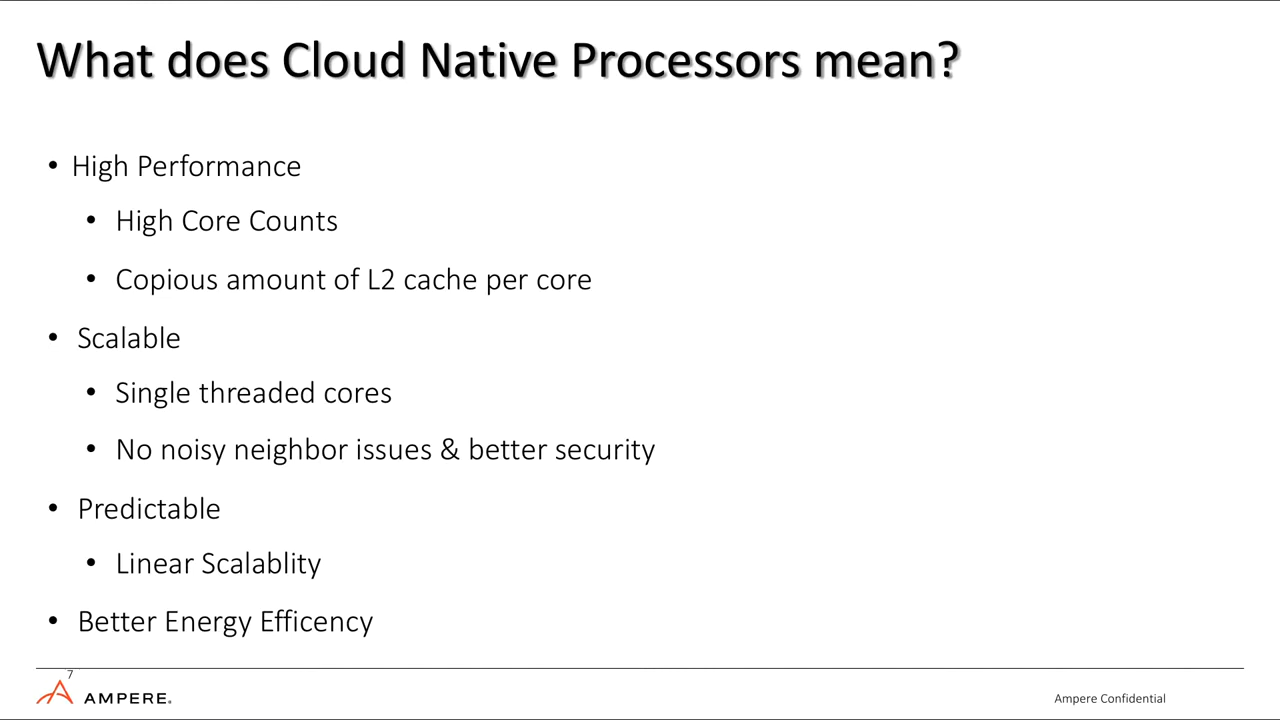 What does Cloud Native Processors mean?
• High Performance
• High Core Counts
• Copious amount of L2 cache per core
• Scalable
• Single threaded cores
• No noisy neighbor issues & better security
• Predictable
• Linear Scalablity
• Better Energy Efficency
7
AMPERE®
Ampere Confidential